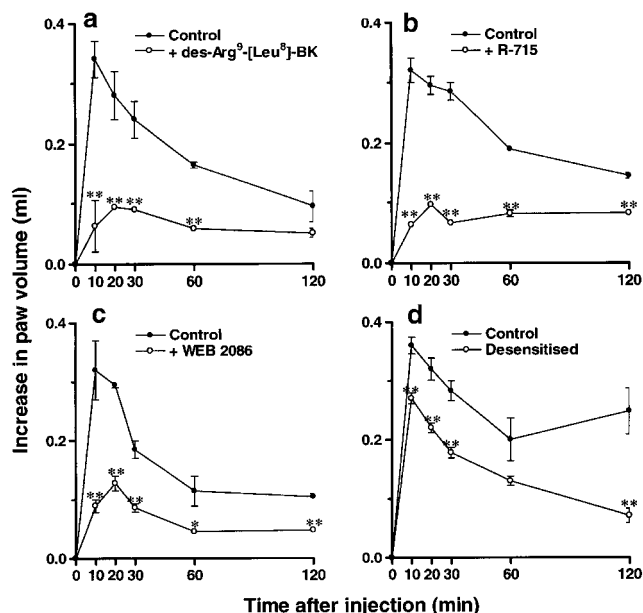 a
Control
+ des-Arg⁹-[Leu⁸]-BK
0.4
0.2
0.0
** ** ** **
0 10 20 30 60 120
b
Control
+ R-715
0.4
0.2
0.0
** ** ** ** **
0 10 20 30 60 120
c
Control
+ WEB 2086
0.4
0.2
0.0
** ** ** * **
0 10 20 30 60 120
d
Control
Desensitised
0.4
0.2
0.0
** ** ** **
0 10 20 30 60 120
Increase in paw volume (ml)
Time after injection (min)